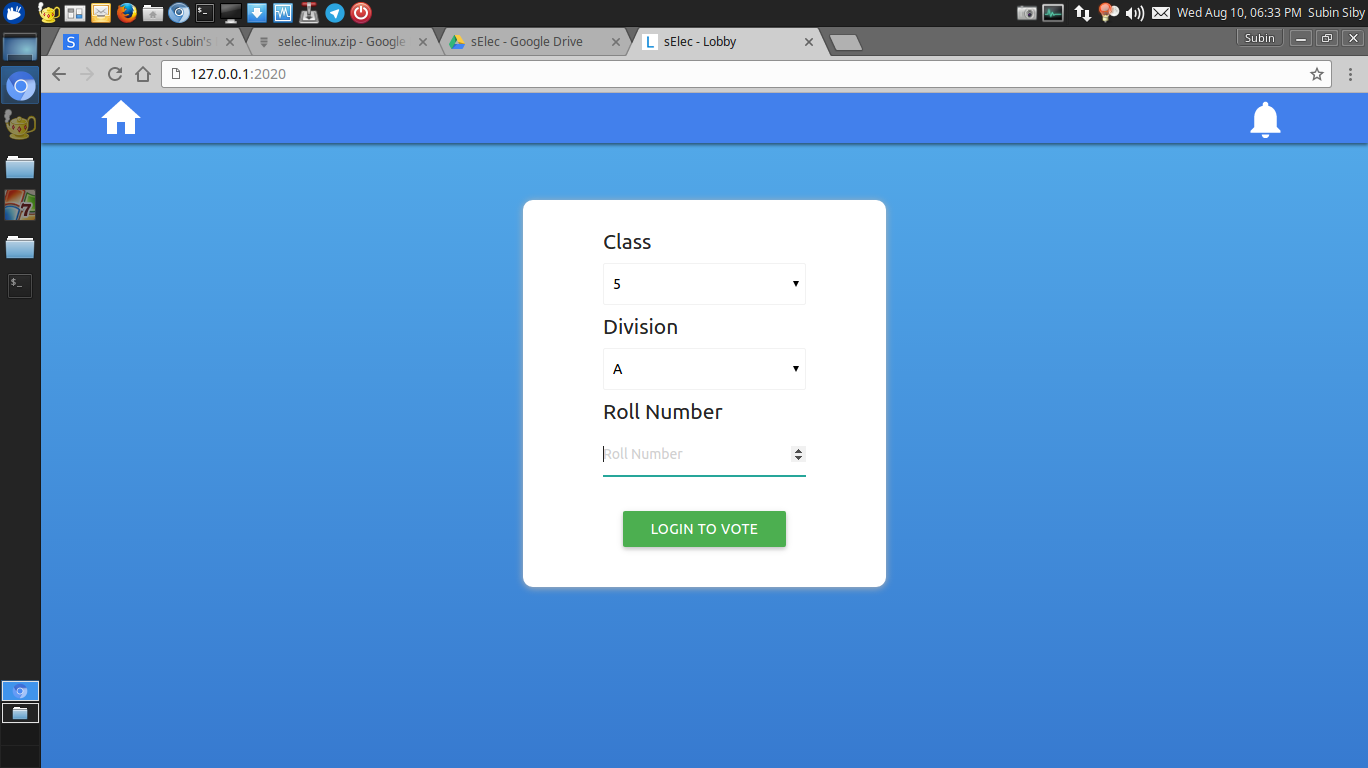 Wed Aug 10, 06:33 PM Subin Siby
Add New Post ‹ Subin's
selec-linux.zip - Google
sElec - Google Drive
sElec - Lobby
Subin
127.0.0.1:2020
Class
5
Division
A
Roll Number
Roll Number
LOGIN TO VOTE